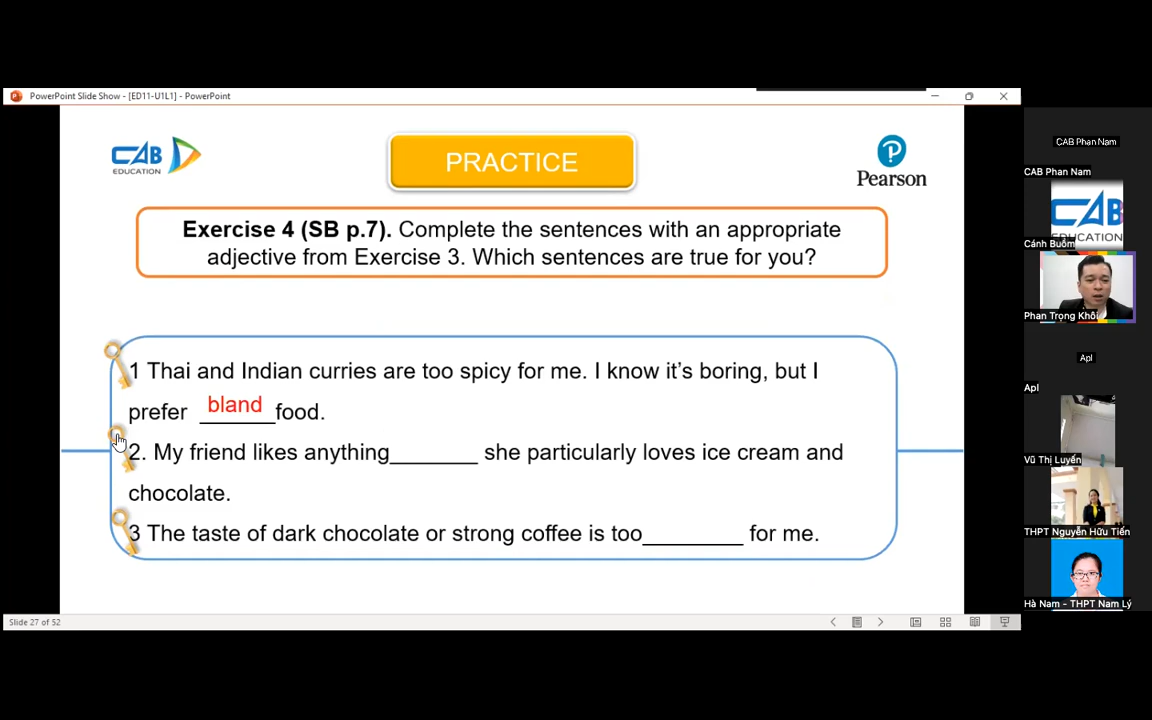 PowerPoint Slide Show - [ED11-U1L1] - PowerPoint
CAB
EDUCATION
PRACTICE
Pearson
Exercise 4 (SB p.7). Complete the sentences with an appropriate
adjective from Exercise 3. Which sentences are true for you?
1 Thai and Indian curries are too spicy for me. I know it's boring, but I
prefer bland food.
2. My friend likes anything_______ she particularly loves ice cream and
chocolate.
3 The taste of dark chocolate or strong coffee is too________ for me.
Slide 27 of 52
CAB Phan Nam
CAB Phan Nam
CAB
EDUCATION
Cánh Buồm
Phan Trọng Khôi
Apl
Apl
Vũ Thị Luyến
THPT Nguyễn Hữu Tiến
Hà Nam - THPT Nam Lý